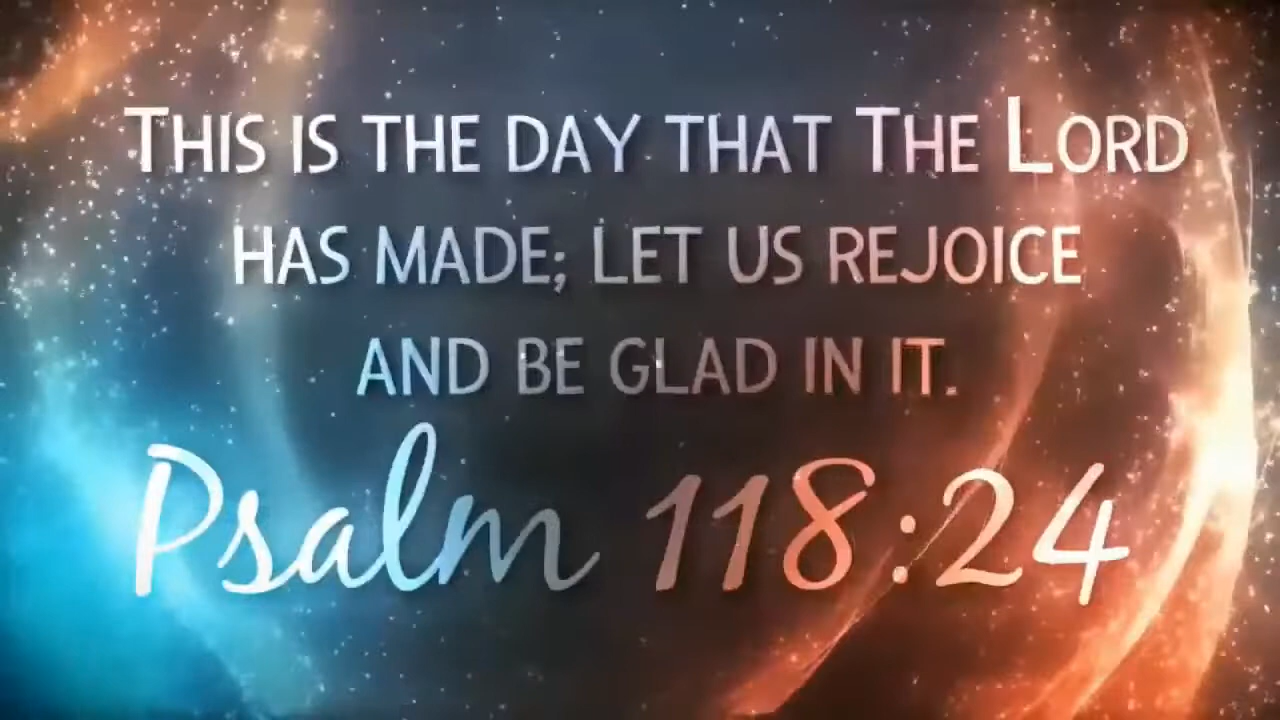 THIS IS THE DAY THAT THE LORD
HAS MADE; LET US REJOICE
AND BE GLAD IN IT.
Psalm 118:24